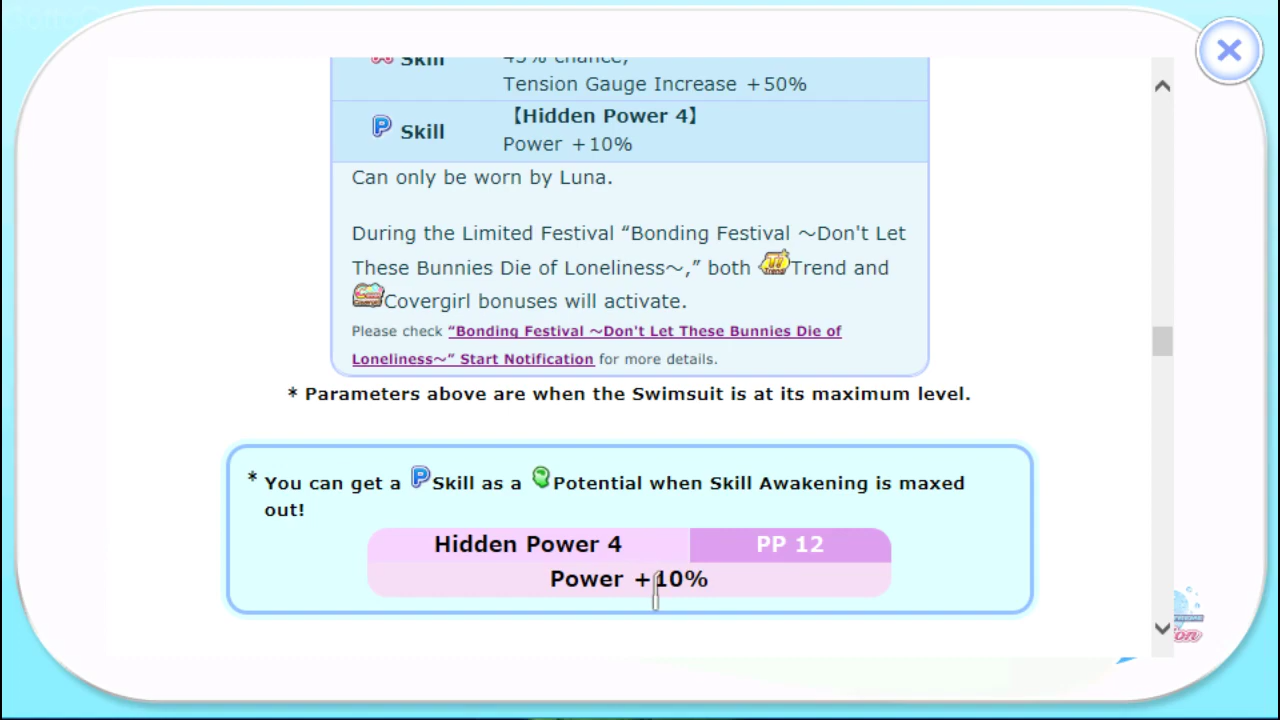 Skill
45% chance,
Tension Gauge Increase +50%
P Skill
【Hidden Power 4】
Power +10%
Can only be worn by Luna.
During the Limited Festival “Bonding Festival ～Don't Let
These Bunnies Die of Loneliness～,” both Trend and
Covergirl bonuses will activate.
Please check “Bonding Festival ～Don't Let These Bunnies Die of
Loneliness～” Start Notification for more details.
* Parameters above are when the Swimsuit is at its maximum level.
* You can get a P Skill as a Potential when Skill Awakening is maxed
out!
Hidden Power 4
PP 12
Power +10%